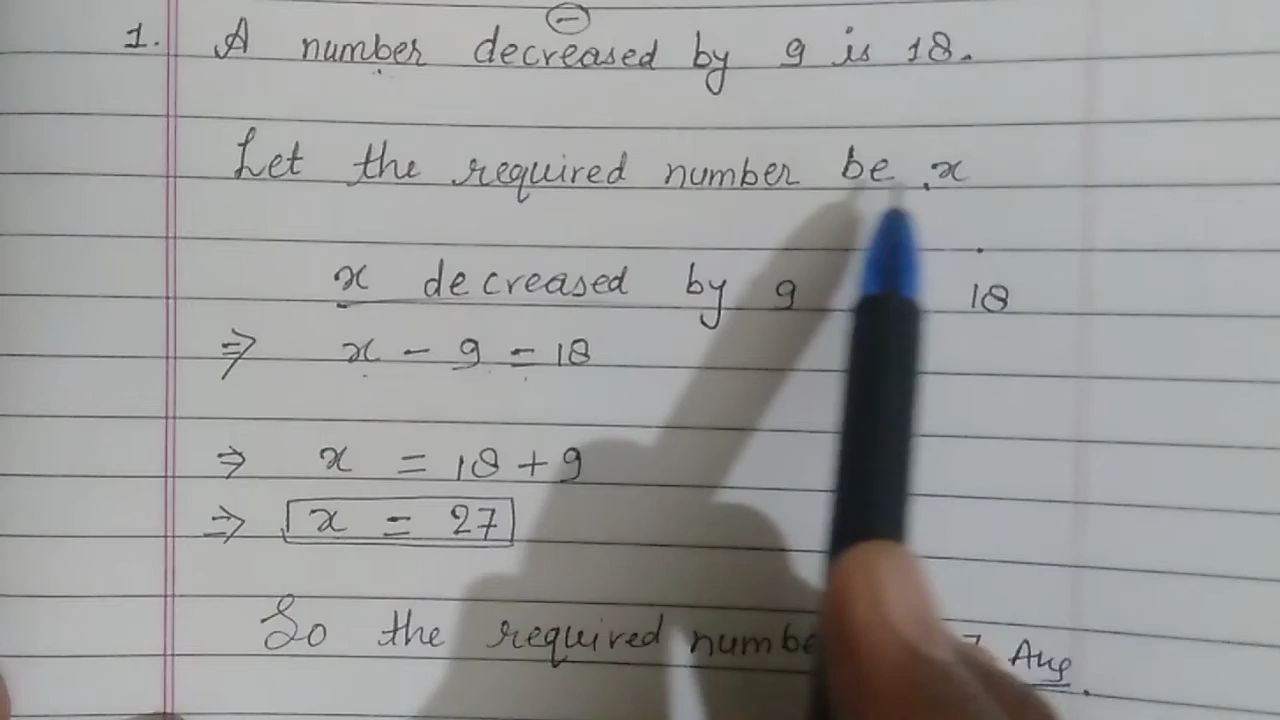 1. A number decreased by 9 is 18.
Let the required number be x
x decreased by 9 18
⇒ x - 9 = 18
⇒ x = 18 + 9
⇒ x = 27
So the required Ans.